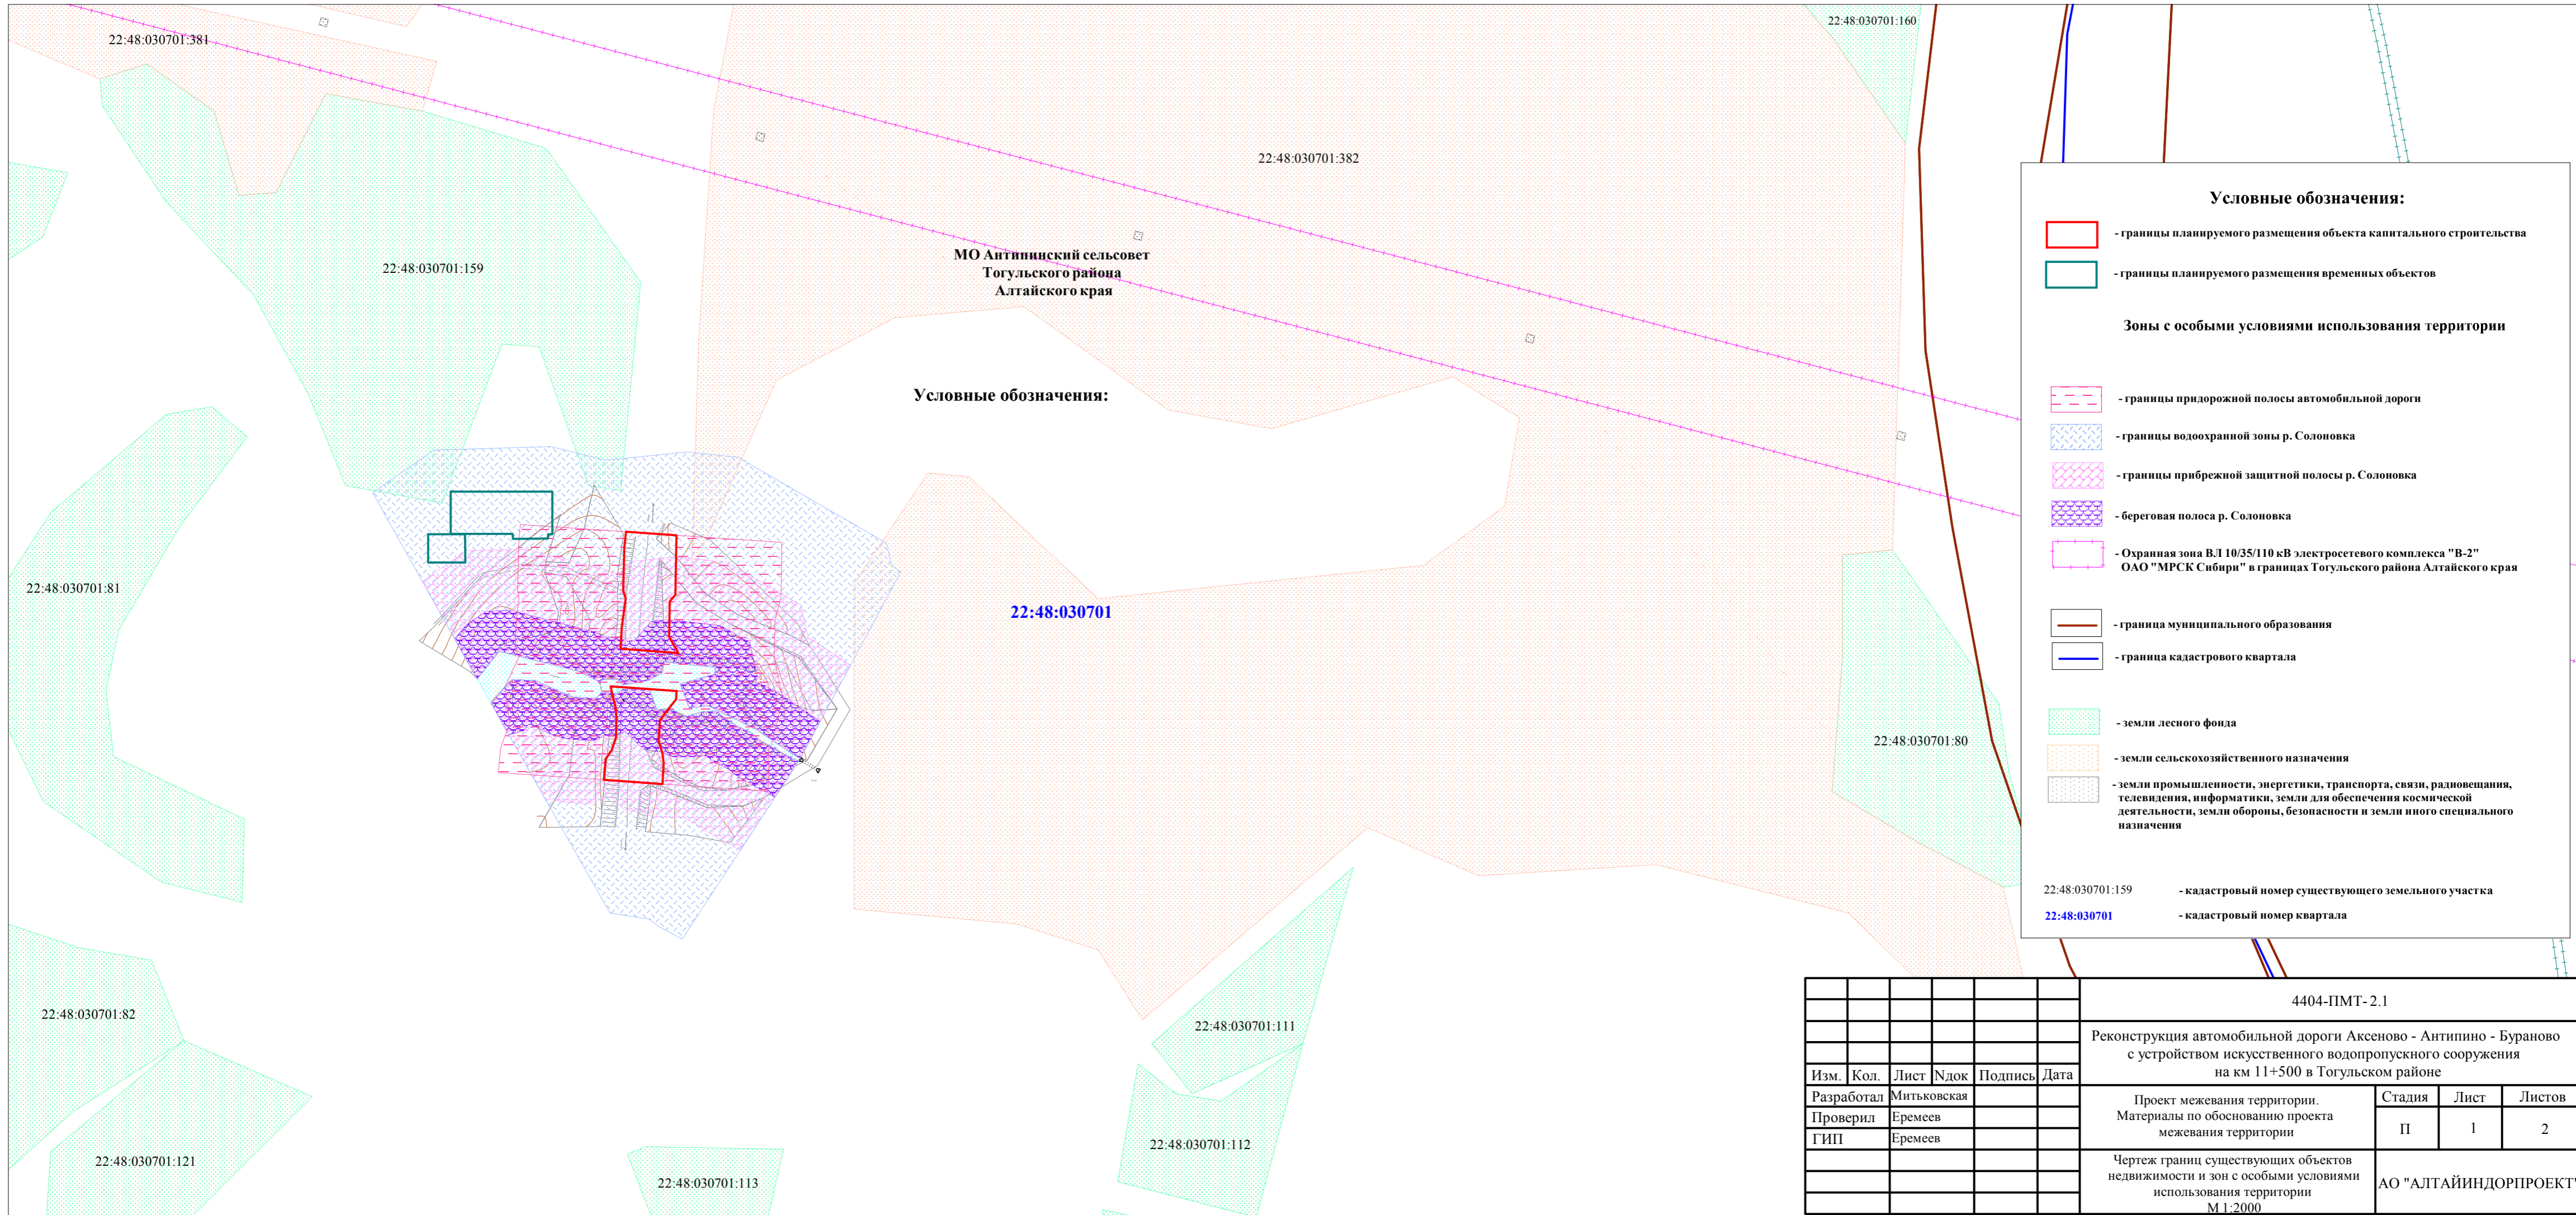 22:48:030701:381
22:48:030701:160
22:48:030701:382
22:48:030701:159
МО Антипинский сельсовет
Тогульского района
Алтайского края
Условные обозначения:
22:48:030701:81
22:48:030701
22:48:030701:80
22:48:030701:82
22:48:030701:111
22:48:030701:112
22:48:030701:121
22:48:030701:113
Условные обозначения:
- границы планируемого размещения объекта капитального строительства
- границы планируемого размещения временных объектов
Зоны с особыми условиями использования территории
- границы придорожной полосы автомобильной дороги
- границы водоохранной зоны р. Солоновка
- границы прибрежной защитной полосы р. Солоновка
- береговая полоса р. Солоновка
- Охранная зона ВЛ 10/35/110 кВ электросетевого комплекса "В-2"
ОАО "МРСК Сибири" в границах Тогульского района Алтайского края
- граница муниципального образования
- граница кадастрового квартала
- земли лесного фонда
- земли сельскохозяйственного назначения
- земли промышленности, энергетики, транспорта, связи, радиовещания,
телевидения, информатики, земли для обеспечения космической
деятельности, земли обороны, безопасности и земли иного специального
назначения
22:48:030701:159 - кадастровый номер существующего земельного участка
22:48:030701 - кадастровый номер квартала
4404-ПМТ- 2.1
Реконструкция автомобильной дороги Аксеново - Антипино - Бураново
с устройством искусственного водопропускного сооружения
на км 11+500 в Тогульском районе
Изм. Кол. Лист Nдок Подпись Дата
Разработал Митьковская
Проверил Еремеев
ГИП Еремеев
Проект межевания территории.
Материалы по обоснованию проекта
межевания территории
Стадия Лист Листов
П 1 2
Чертеж границ существующих объектов
недвижимости и зон с особыми условиями
использования территории
М 1:2000
АО "АЛТАЙИНДОРПРОЕКТ"